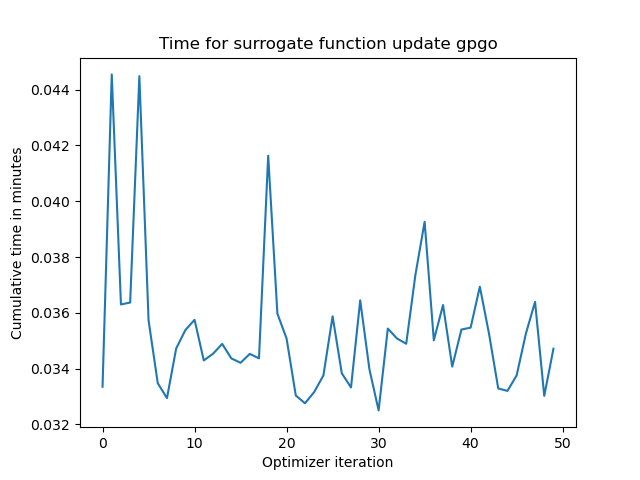 Time for surrogate function update gpgo
Cumulative time in minutes
0.044
0.042
0.040
0.038
0.036
0.034
0.032
0 10 20 30 40 50
Optimizer iteration